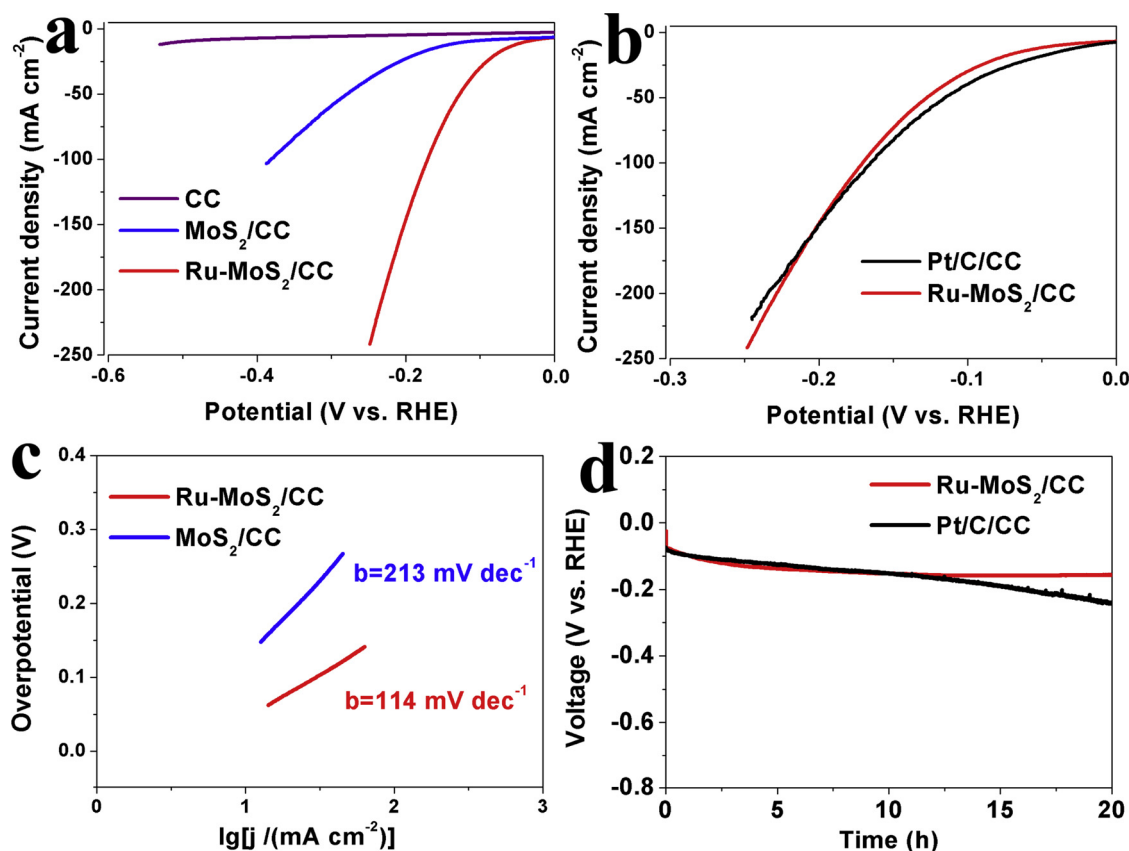 a
0
-50
-100
-150
-200
-250
Current density (mA cm-2)
CC
MoS2/CC
Ru-MoS2/CC
-0.6
-0.4
-0.2
0.0
Potential (V vs. RHE)
b
0
-50
-100
-150
-200
-250
-300
Current density (mA cm-2)
Pt/C/CC
Ru-MoS2/CC
-0.3
-0.2
-0.1
0.0
Potential (V vs. RHE)
c
0.4
0.3
0.2
0.1
0.0
Overpotential (V)
Ru-MoS2/CC
MoS2/CC
b=213 mV dec-1
b=114 mV dec-1
0
1
2
3
lg[j /(mA cm-2)]
d
0.2
0.0
-0.2
-0.4
-0.6
-0.8
Voltage (V vs. RHE)
Ru-MoS2/CC
Pt/C/CC
0
5
10
15
20
Time (h)